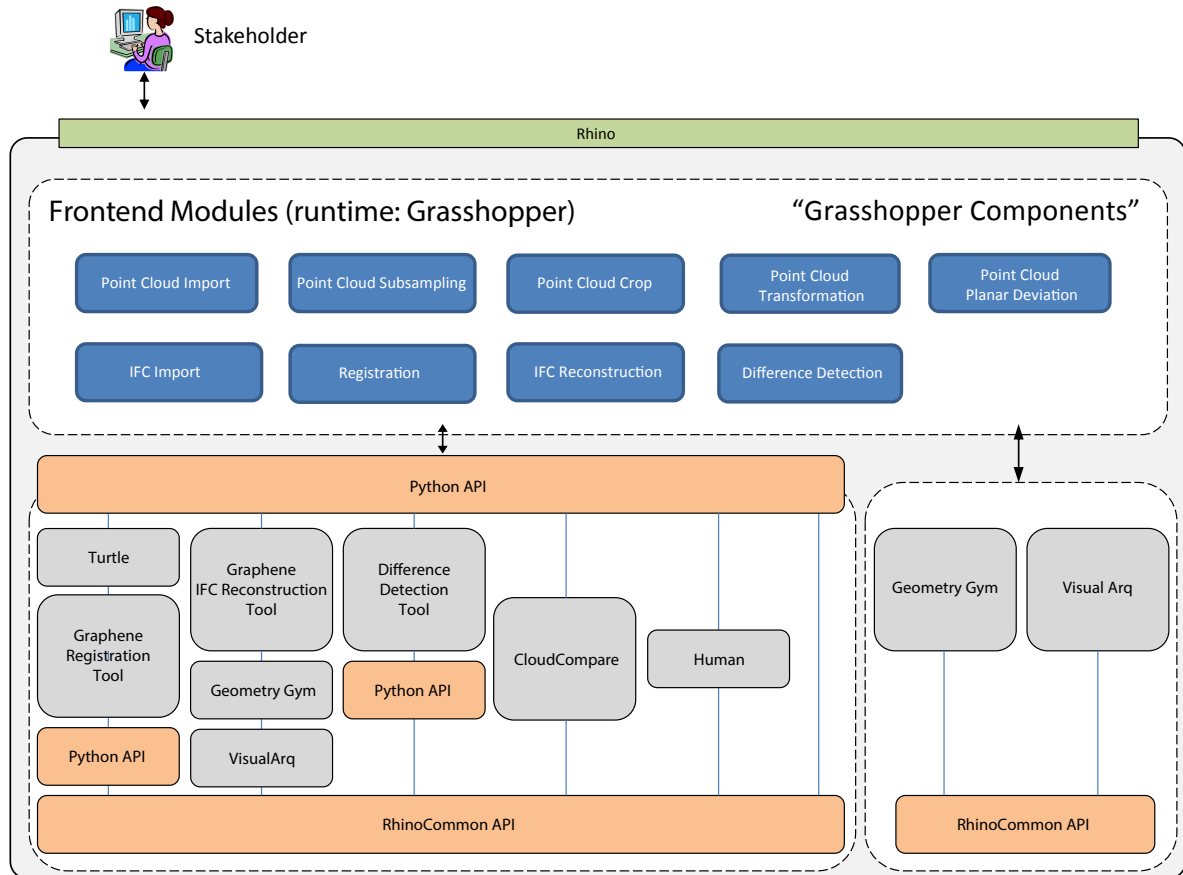 Stakeholder
Rhino
Frontend Modules (runtime: Grasshopper)
“Grasshopper Components”
Point Cloud Import
Point Cloud Subsampling
Point Cloud Crop
Point Cloud
Transformation
Point Cloud
Planar Deviation
IFC Import
Registration
IFC Reconstruction
Difference Detection
Python API
Turtle
Graphene
Registration
Tool
Python API
Graphene
IFC Reconstruction
Tool
Geometry Gym
VisualArq
Difference
Detection
Tool
Python API
CloudCompare
Human
RhinoCommon API
Geometry Gym
Visual Arq
RhinoCommon API